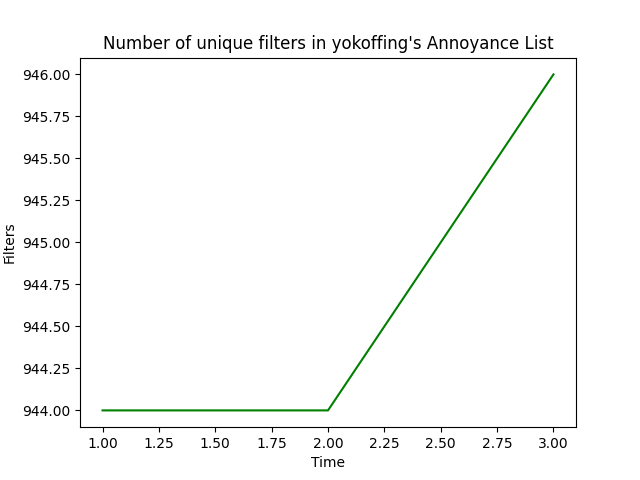 Number of unique filters in yokoffing's Annoyance List
946.00
945.75
945.50
945.25
945.00
944.75
944.50
944.25
944.00
Filters
1.00 1.25 1.50 1.75 2.00 2.25 2.50 2.75 3.00
Time